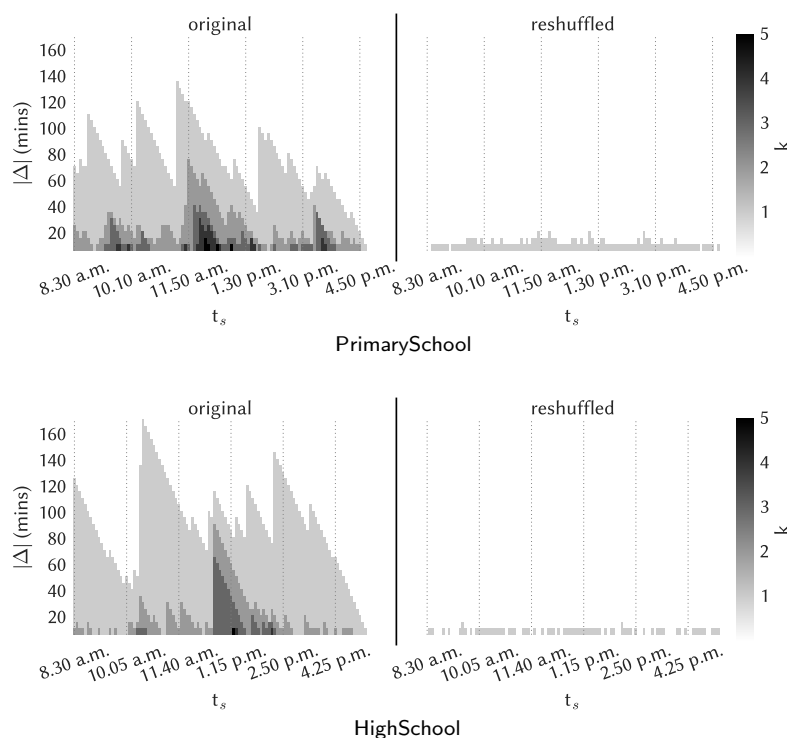 original reshuffled
160
140
120
100
80
60
40
20
|Δ| (mins)
8.30 a.m. 10.10 a.m. 11.50 a.m. 1.30 p.m. 3.10 p.m. 4.50 p.m.
8.30 a.m. 10.10 a.m. 11.50 a.m. 1.30 p.m. 3.10 p.m. 4.50 p.m.
5
4
3
2
1
k
t_s t_s
PrimarySchool
original reshuffled
160
140
120
100
80
60
40
20
|Δ| (mins)
8.30 a.m. 10.05 a.m. 11.40 a.m. 1.15 p.m. 2.50 p.m. 4.25 p.m.
8.30 a.m. 10.05 a.m. 11.40 a.m. 1.15 p.m. 2.50 p.m. 4.25 p.m.
5
4
3
2
1
k
t_s t_s
HighSchool